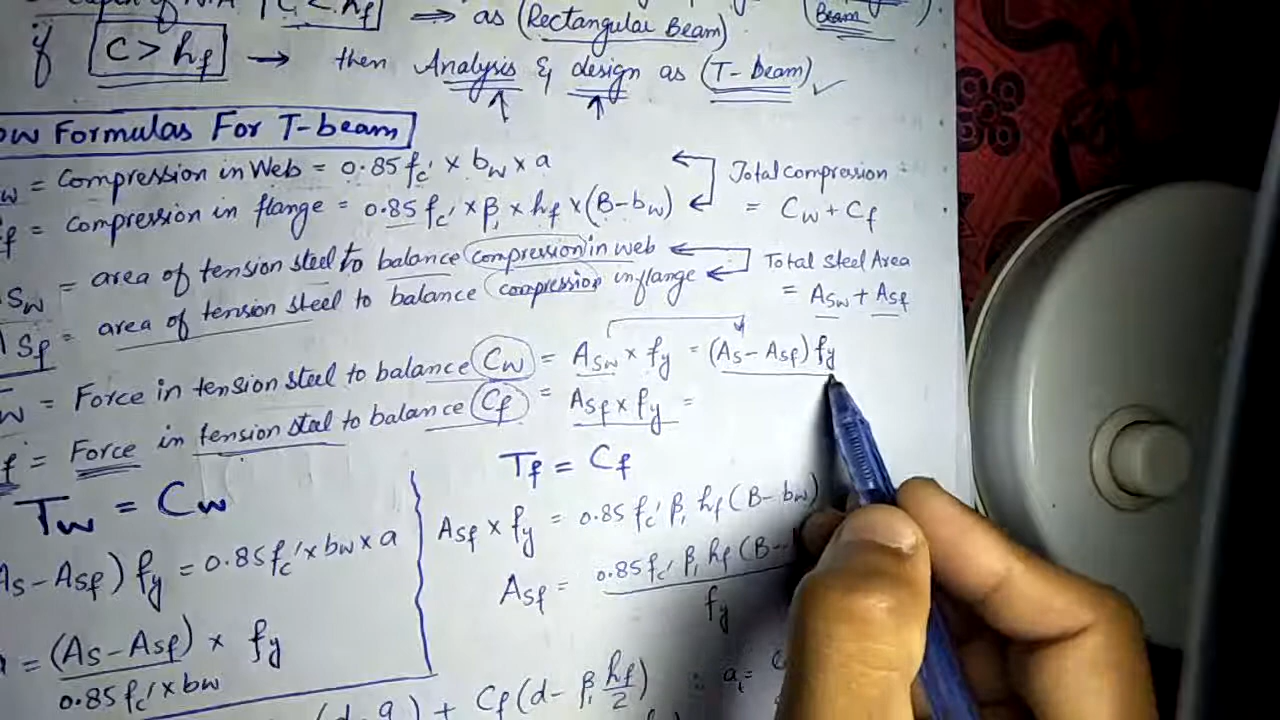 C < hf ⟹ as (Rectangular Beam) (Beam).
if C > hf → then Analysis & design as (T-beam) ✓
ow Formulas For T-beam
w = Compression in Web = 0.85 fc' × bw × a
f = compression in flange = 0.85 fc' × β₁ × hf × (B-bw)
Total compression = Cw + Cf
Sw = area of tension steel to balance compression in web
Sf = area of tension steel to balance compression in flange
Total steel Area = Asw + Asf
w = Force in tension steel to balance Cw = Asw × fy = (As - Asf) fy
f = Force in tension steel to balance Cf = Asf × fy =
Tw = Cw
As - Asf) fy = 0.85 fc' × bw × a
= (As - Asf) × fy
0.85 fc' × bw
Tf = Cf
Asf × fy = 0.85 fc' β₁ hf (B - bw)
Asf = 0.85 fc' β₁ hf (B-
fy
(d - a) + Cf (d - β₁ hf/2) ∵ a₁ =